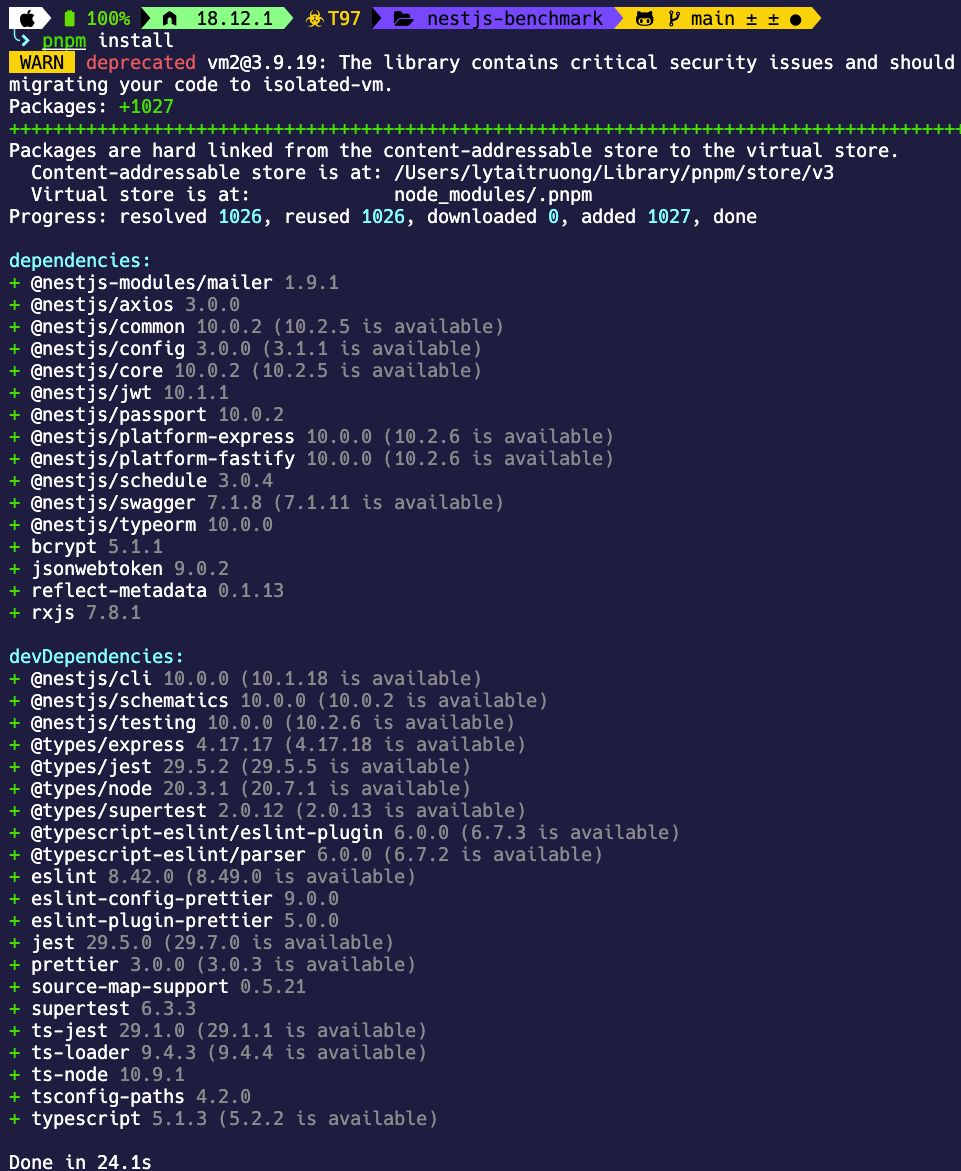 100% 18.12.1 T97 nestjs-benchmark main ± ± ●
pnpm install
WARN deprecated vm2@3.9.19: The library contains critical security issues and should
migrating your code to isolated-vm.
Packages: +1027
+++++++++++++++++++++++++++++++++++++++++++++++++++++++++++++++++++++++++++++++++++++++
Packages are hard linked from the content-addressable store to the virtual store.
Content-addressable store is at: /Users/lytaitruong/Library/pnpm/store/v3
Virtual store is at: node_modules/.pnpm
Progress: resolved 1026, reused 1026, downloaded 0, added 1027, done
dependencies:
+ @nestjs-modules/mailer 1.9.1
+ @nestjs/axios 3.0.0
+ @nestjs/common 10.0.2 (10.2.5 is available)
+ @nestjs/config 3.0.0 (3.1.1 is available)
+ @nestjs/core 10.0.2 (10.2.5 is available)
+ @nestjs/jwt 10.1.1
+ @nestjs/passport 10.0.2
+ @nestjs/platform-express 10.0.0 (10.2.6 is available)
+ @nestjs/platform-fastify 10.0.0 (10.2.6 is available)
+ @nestjs/schedule 3.0.4
+ @nestjs/swagger 7.1.8 (7.1.11 is available)
+ @nestjs/typeorm 10.0.0
+ bcrypt 5.1.1
+ jsonwebtoken 9.0.2
+ reflect-metadata 0.1.13
+ rxjs 7.8.1
devDependencies:
+ @nestjs/cli 10.0.0 (10.1.18 is available)
+ @nestjs/schematics 10.0.0 (10.0.2 is available)
+ @nestjs/testing 10.0.0 (10.2.6 is available)
+ @types/express 4.17.17 (4.17.18 is available)
+ @types/jest 29.5.2 (29.5.5 is available)
+ @types/node 20.3.1 (20.7.1 is available)
+ @types/supertest 2.0.12 (2.0.13 is available)
+ @typescript-eslint/eslint-plugin 6.0.0 (6.7.3 is available)
+ @typescript-eslint/parser 6.0.0 (6.7.2 is available)
+ eslint 8.42.0 (8.49.0 is available)
+ eslint-config-prettier 9.0.0
+ eslint-plugin-prettier 5.0.0
+ jest 29.5.0 (29.7.0 is available)
+ prettier 3.0.0 (3.0.3 is available)
+ source-map-support 0.5.21
+ supertest 6.3.3
+ ts-jest 29.1.0 (29.1.1 is available)
+ ts-loader 9.4.3 (9.4.4 is available)
+ ts-node 10.9.1
+ tsconfig-paths 4.2.0
+ typescript 5.1.3 (5.2.2 is available)
Done in 24.1s